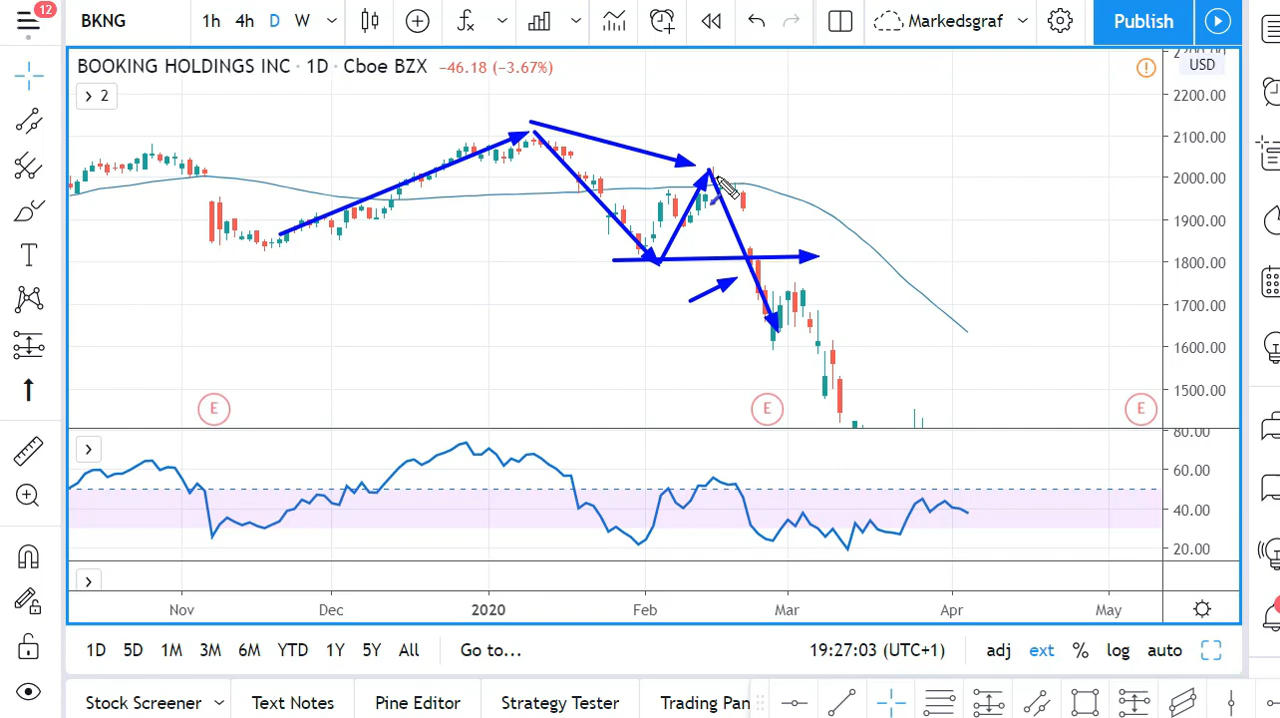 12
BKNG
1h 4h D W
Markedsgraf
Publish
BOOKING HOLDINGS INC · 1D · Cboe BZX −46.18 (−3.67%)
2
USD
2200.00
2100.00
2000.00
1900.00
1800.00
1700.00
1600.00
1500.00
E E E
80.00
60.00
40.00
20.00
Nov Dec 2020 Feb Mar Apr May
1D 5D 1M 3M 6M YTD 1Y 5Y All Go to... 19:27:03 (UTC+1) adj ext % log auto
Stock Screener Text Notes Pine Editor Strategy Tester Trading Pan